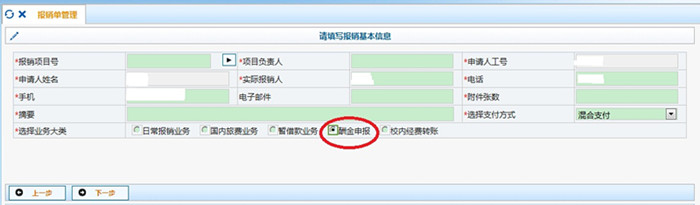 报销单管理
请填写报销基本信息
*报销项目号 *项目负责人 *申请人工号
*申请人姓名 *实际报销人 *电话
*手机 电子邮件 *附件张数
*摘要 *选择支付方式 混合支付
*选择业务大类 日常报销业务 国内旅费业务 暂借款业务 酬金申报 校内经费转账
上一步 下一步